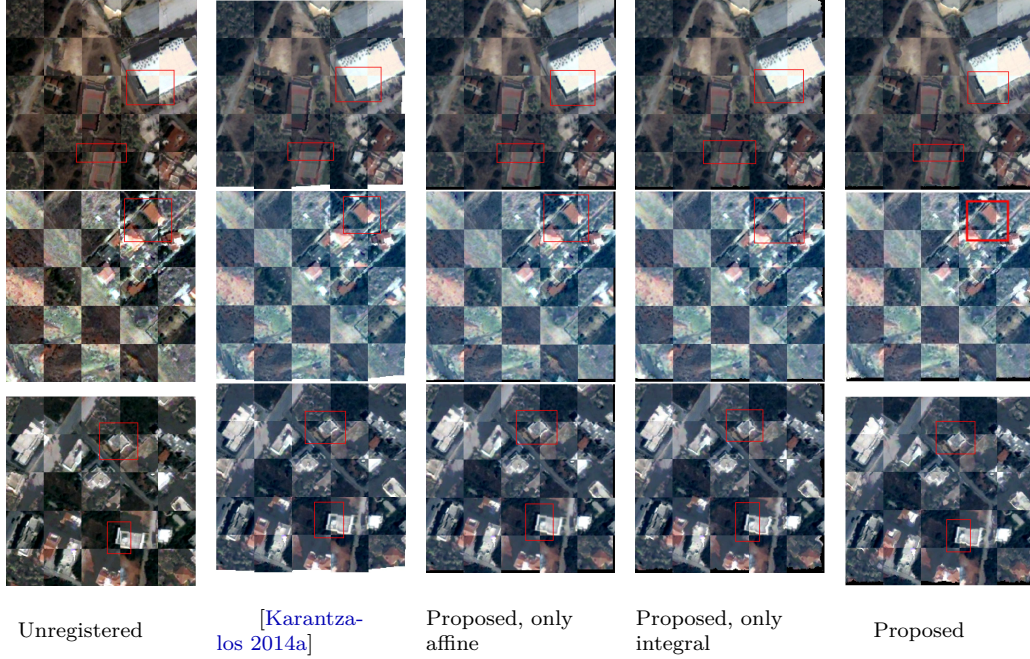 Unregistered
[Karantza-
los 2014a]
Proposed, only
affine
Proposed, only
integral
Proposed